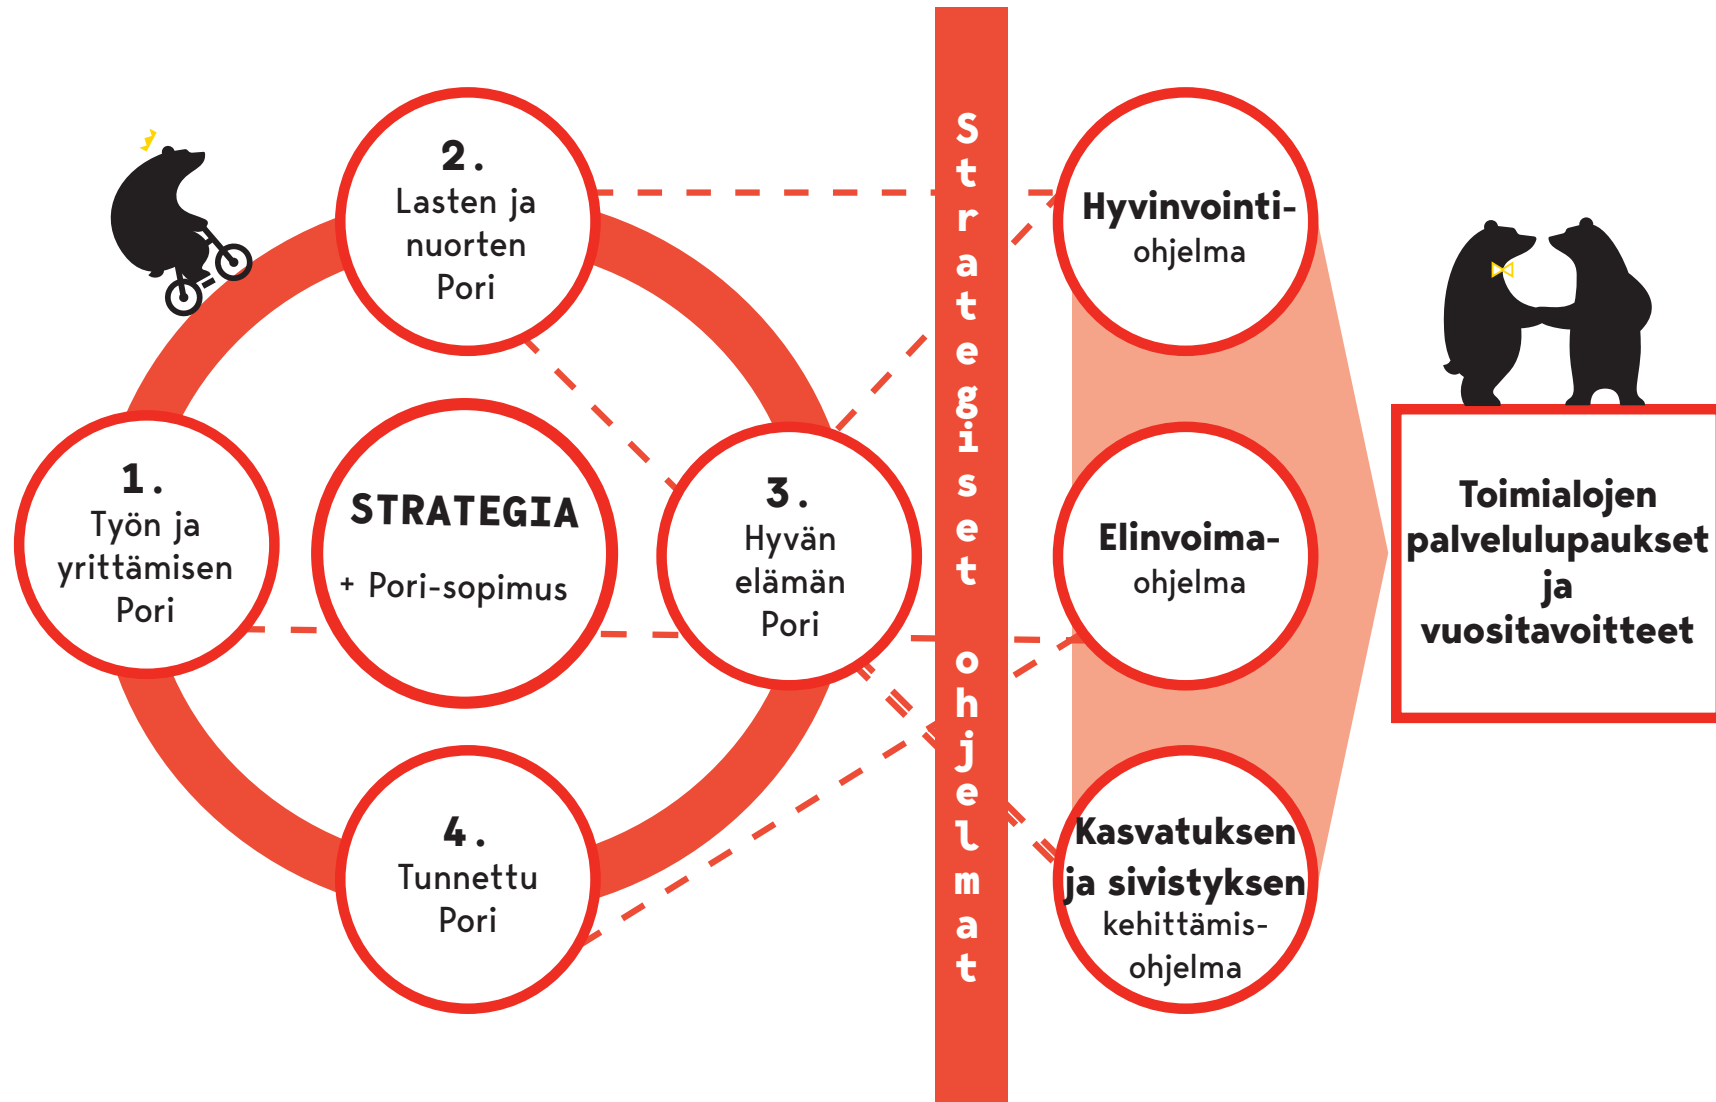 2.
Lasten ja
nuorten
Pori
1.
Työn ja
yrittämisen
Pori
STRATEGIA
+ Pori-sopimus
3.
Hyvän
elämän
Pori
4.
Tunnettu
Pori
Strategiset ohjelmat
Hyvinvointi-
ohjelma
Elinvoima-
ohjelma
Kasvatuksen
ja sivistyksen
kehittämis-
ohjelma
Toimialojen
palvelulupaukset
ja
vuositavoitteet